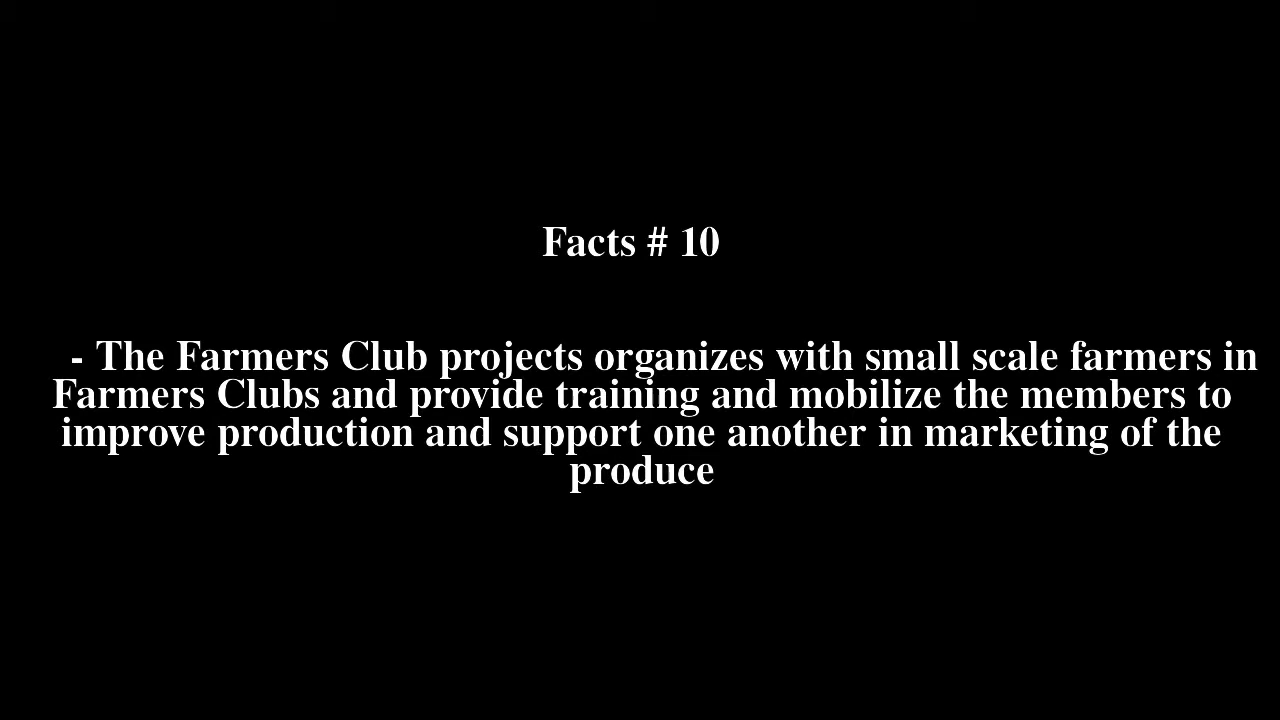 Facts # 10
- The Farmers Club projects organizes with small scale farmers in
Farmers Clubs and provide training and mobilize the members to
improve production and support one another in marketing of the
produce